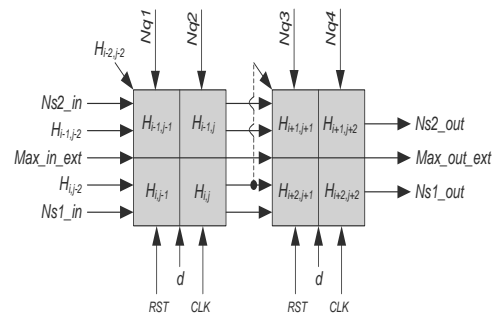 Nq1 Nq2 Nq3 Nq4
H_{i-2,j-2}
Ns2_in H_{i-1,j-1} H_{i-1,j} H_{i+1,j+1} H_{i+1,j+2} Ns2_out
H_{i-1,j-2}
Max_in_ext Max_out_ext
H_{i,j-2} H_{i,j-1} H_{i,j} H_{i+2,j+1} H_{i+2,j+2} Ns1_out
Ns1_in
d d
RST CLK RST CLK